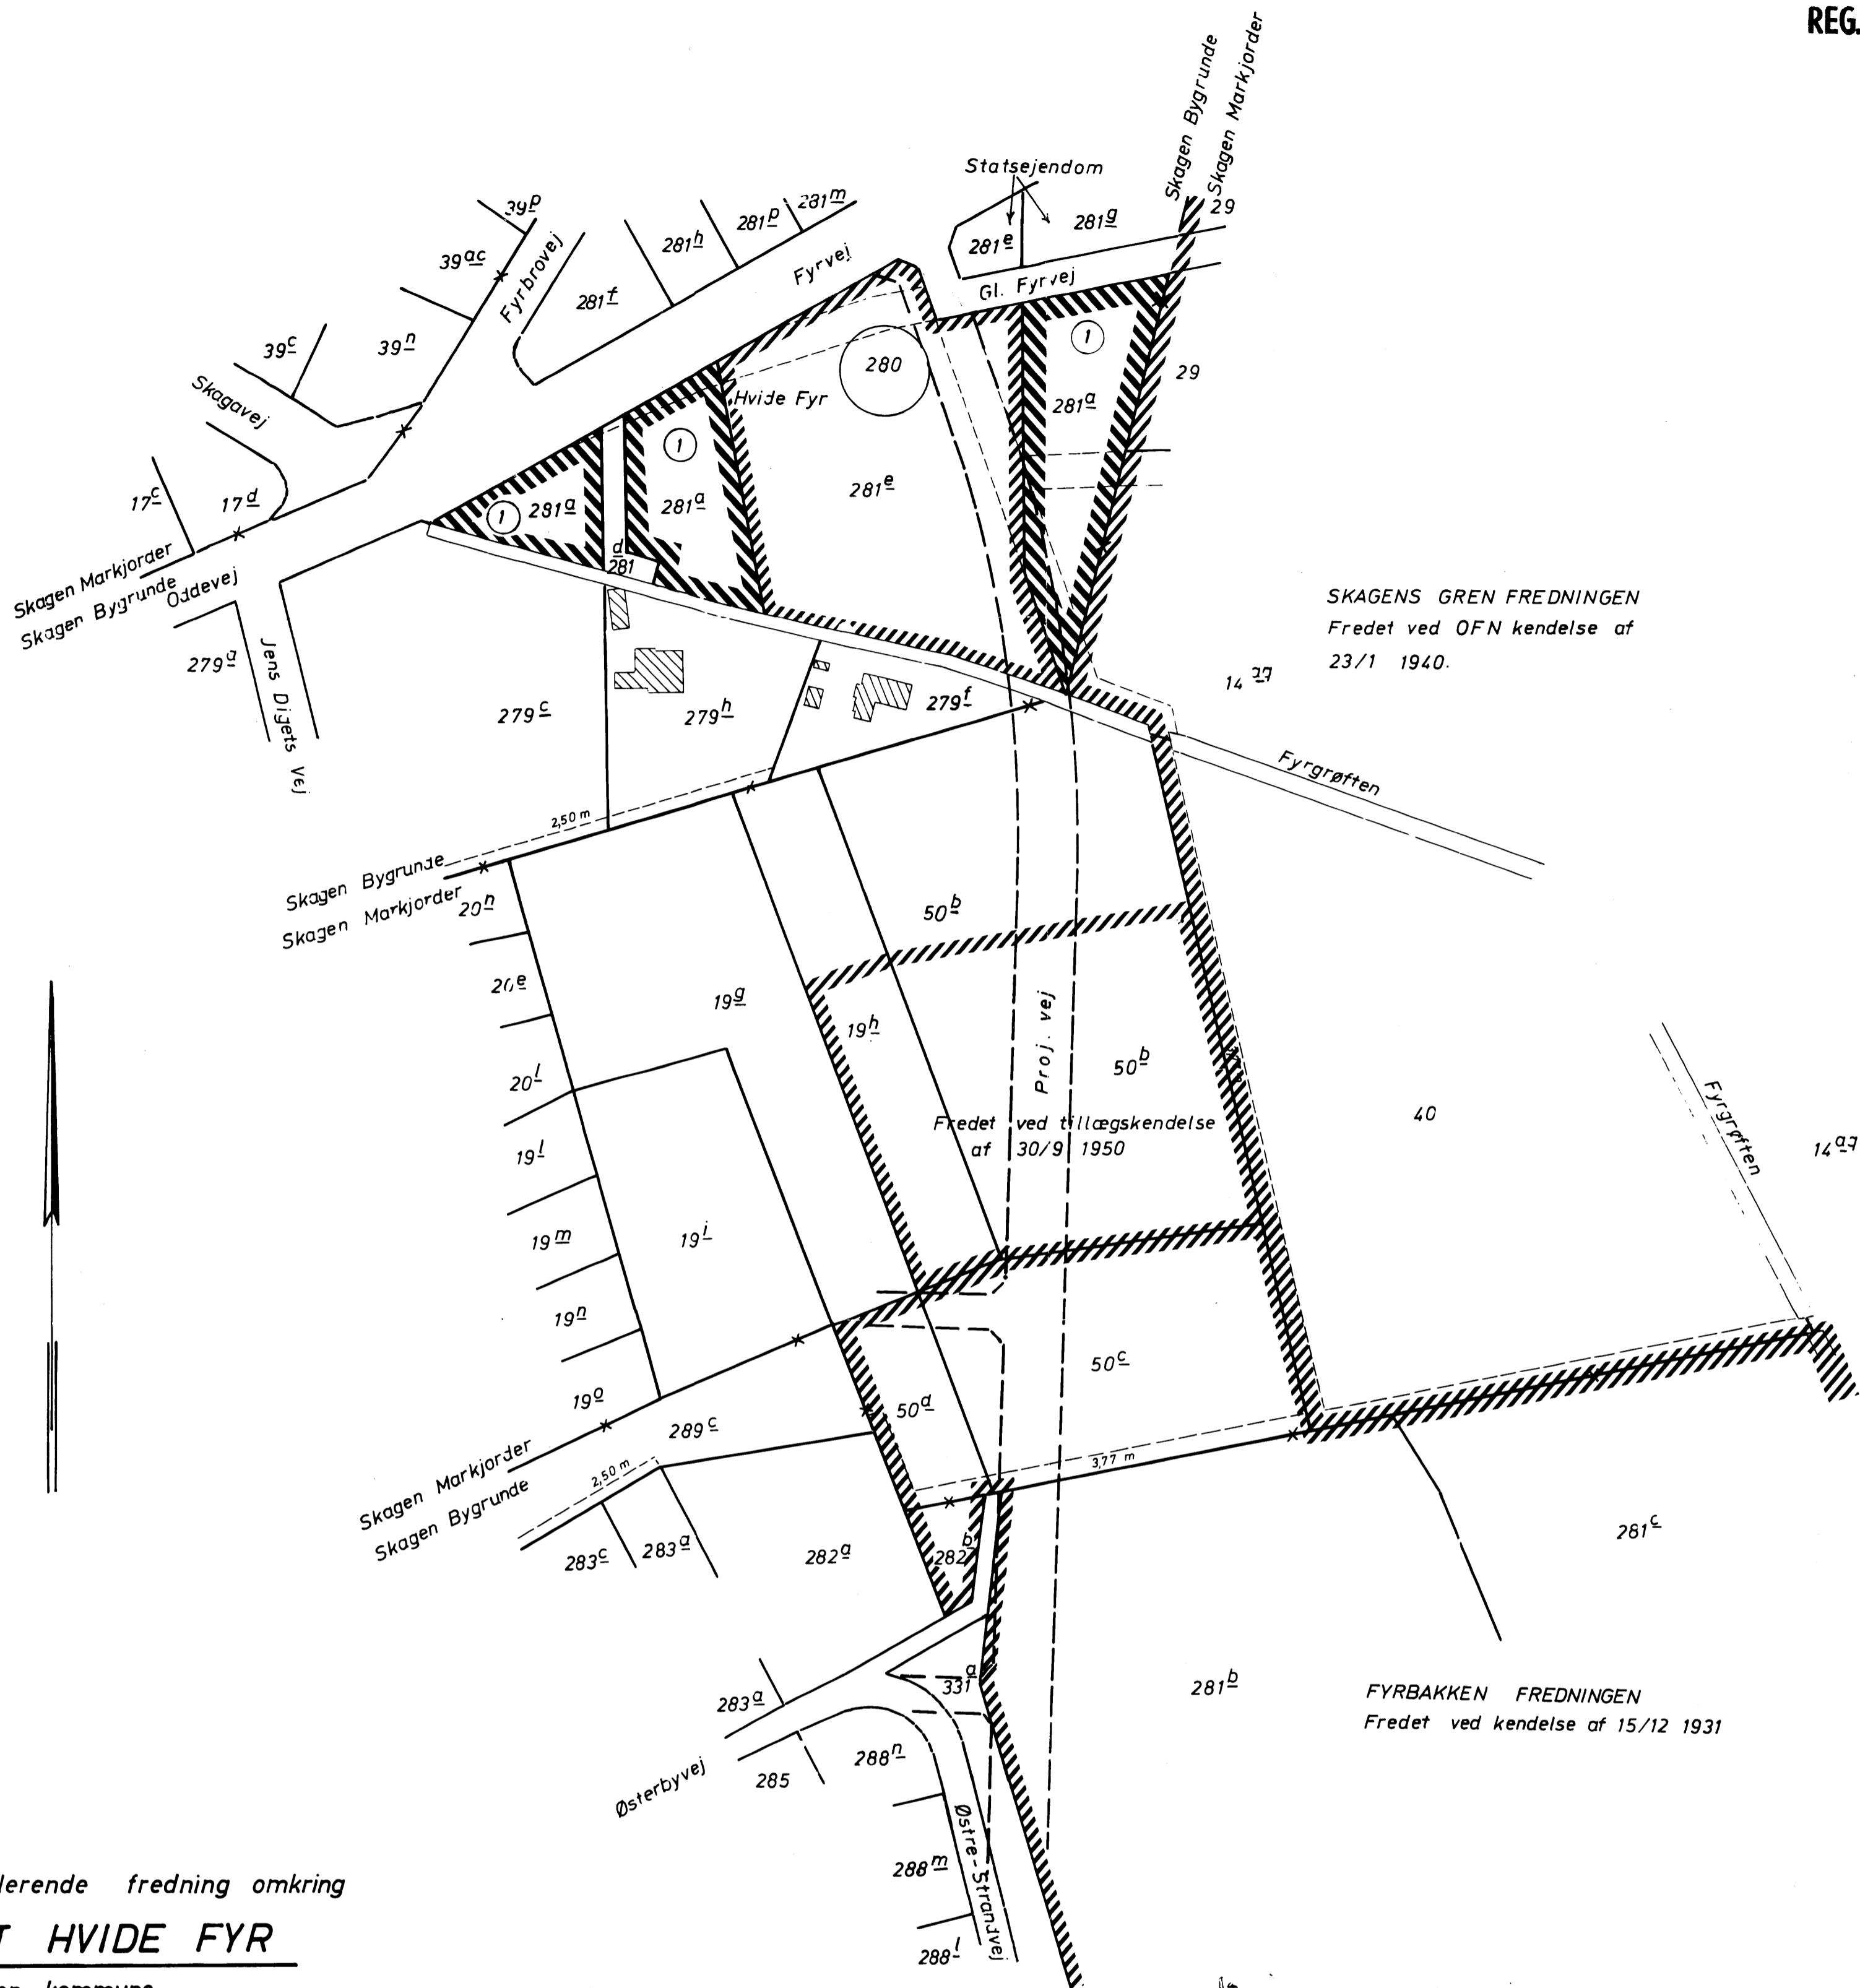 REG.
Skagen Bygrunde
Skagen Markjorder
Statsejendom
29
39p
281h
281p
281m
281e
281g
39ac
Fyrbrovej
281f
Fyrvej
Gl. Fyrvej
39c
39n
280
1
29
Skagavej
Hvide Fyr
281a
1
17c
17d
1
281a
281a
281e
d
281
Skagen Markjorder
Skagen Bygrunde
Oddevej
SKAGENS GREN FREDNINGEN
Fredet ved OFN kendelse af
23/1 1940.
279a
Jens Digets Vej
279c
279h
279f
14
Fyrgrøften
2,50 m
Skagen Bygrunde
Skagen Markjorder
20n
50b
20e
19g
19h
Proj. vej
50b
20l
40
Fyrgrøften
Fredet ved tillægskendelse
af 30/9 1950
14
19l
19m
19i
19n
50c
19o
50d
289c
Skagen Markjorder
Skagen Bygrunde
2,50 m
3,77 m
283c
283a
282a
282b
281c
283a
331a
281b
FYRBAKKEN FREDNINGEN
Fredet ved kendelse af 15/12 1931
Østerbyvej
285
288n
Østre-Strandvej
288m
288l
fredning omkring
HVIDE FYR
kommune